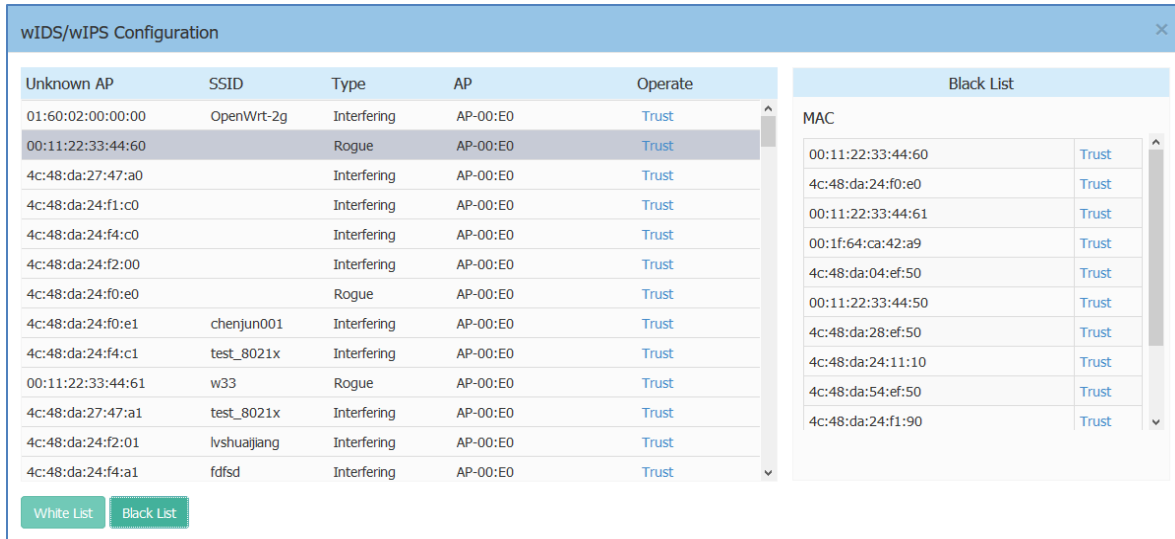 wIDS/wIPS Configuration ×
Unknown AP SSID Type AP Operate
01:60:02:00:00:00 OpenWrt-2g Interfering AP-00:E0 Trust
00:11:22:33:44:60 Rogue AP-00:E0 Trust
4c:48:da:27:47:a0 Interfering AP-00:E0 Trust
4c:48:da:24:f1:c0 Interfering AP-00:E0 Trust
4c:48:da:24:f4:c0 Interfering AP-00:E0 Trust
4c:48:da:24:f2:00 Interfering AP-00:E0 Trust
4c:48:da:24:f0:e0 Rogue AP-00:E0 Trust
4c:48:da:24:f0:e1 chenjun001 Interfering AP-00:E0 Trust
4c:48:da:24:f4:c1 test_8021x Interfering AP-00:E0 Trust
00:11:22:33:44:61 w33 Rogue AP-00:E0 Trust
4c:48:da:27:47:a1 test_8021x Interfering AP-00:E0 Trust
4c:48:da:24:f2:01 lvshuaijiang Interfering AP-00:E0 Trust
4c:48:da:24:f4:a1 fdfsd Interfering AP-00:E0 Trust
White List Black List
Black List
MAC
00:11:22:33:44:60 Trust
4c:48:da:24:f0:e0 Trust
00:11:22:33:44:61 Trust
00:1f:64:ca:42:a9 Trust
4c:48:da:04:ef:50 Trust
00:11:22:33:44:50 Trust
4c:48:da:28:ef:50 Trust
4c:48:da:24:11:10 Trust
4c:48:da:54:ef:50 Trust
4c:48:da:24:f1:90 Trust